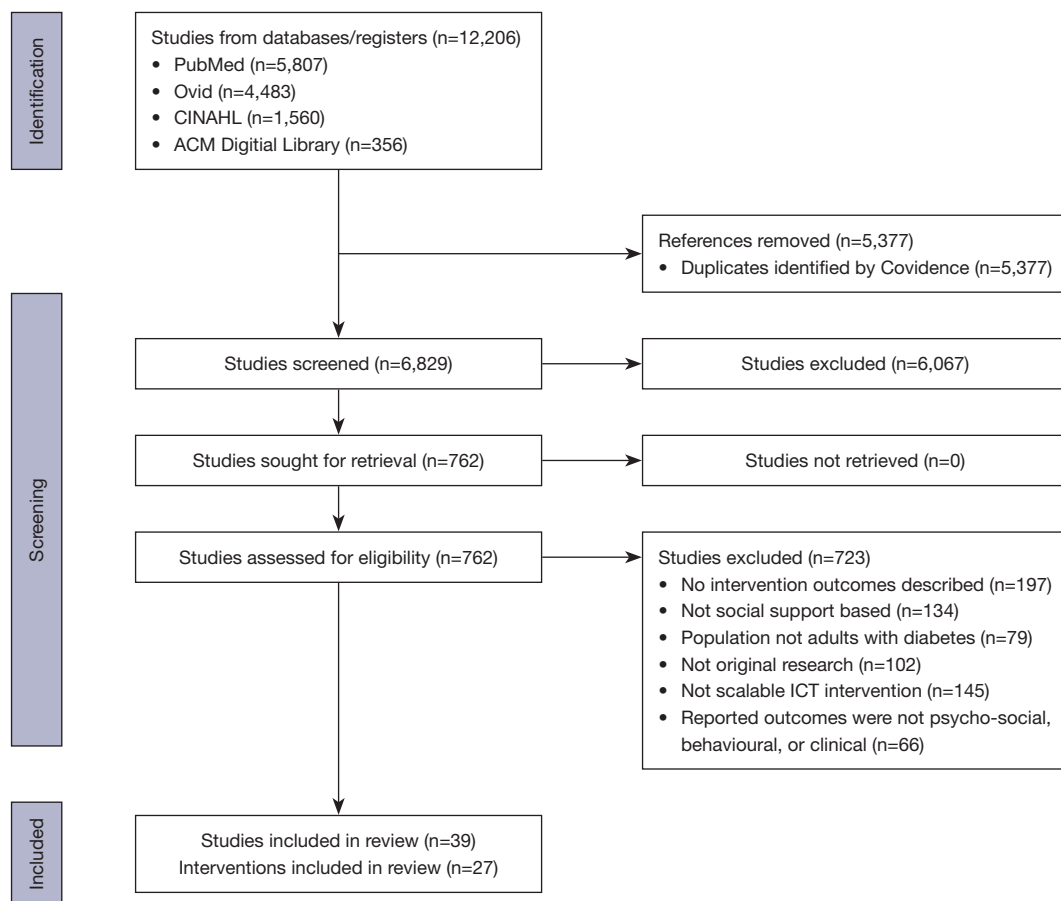 Identification
Studies from databases/registers (n=12,206)
• PubMed (n=5,807)
• Ovid (n=4,483)
• CINAHL (n=1,560)
• ACM Digitial Library (n=356)
References removed (n=5,377)
• Duplicates identified by Covidence (n=5,377)
Screening
Studies screened (n=6,829)
Studies excluded (n=6,067)
Studies sought for retrieval (n=762)
Studies not retrieved (n=0)
Studies assessed for eligibility (n=762)
Studies excluded (n=723)
• No intervention outcomes described (n=197)
• Not social support based (n=134)
• Population not adults with diabetes (n=79)
• Not original research (n=102)
• Not scalable ICT intervention (n=145)
• Reported outcomes were not psycho-social,
behavioural, or clinical (n=66)
Included
Studies included in review (n=39)
Interventions included in review (n=27)